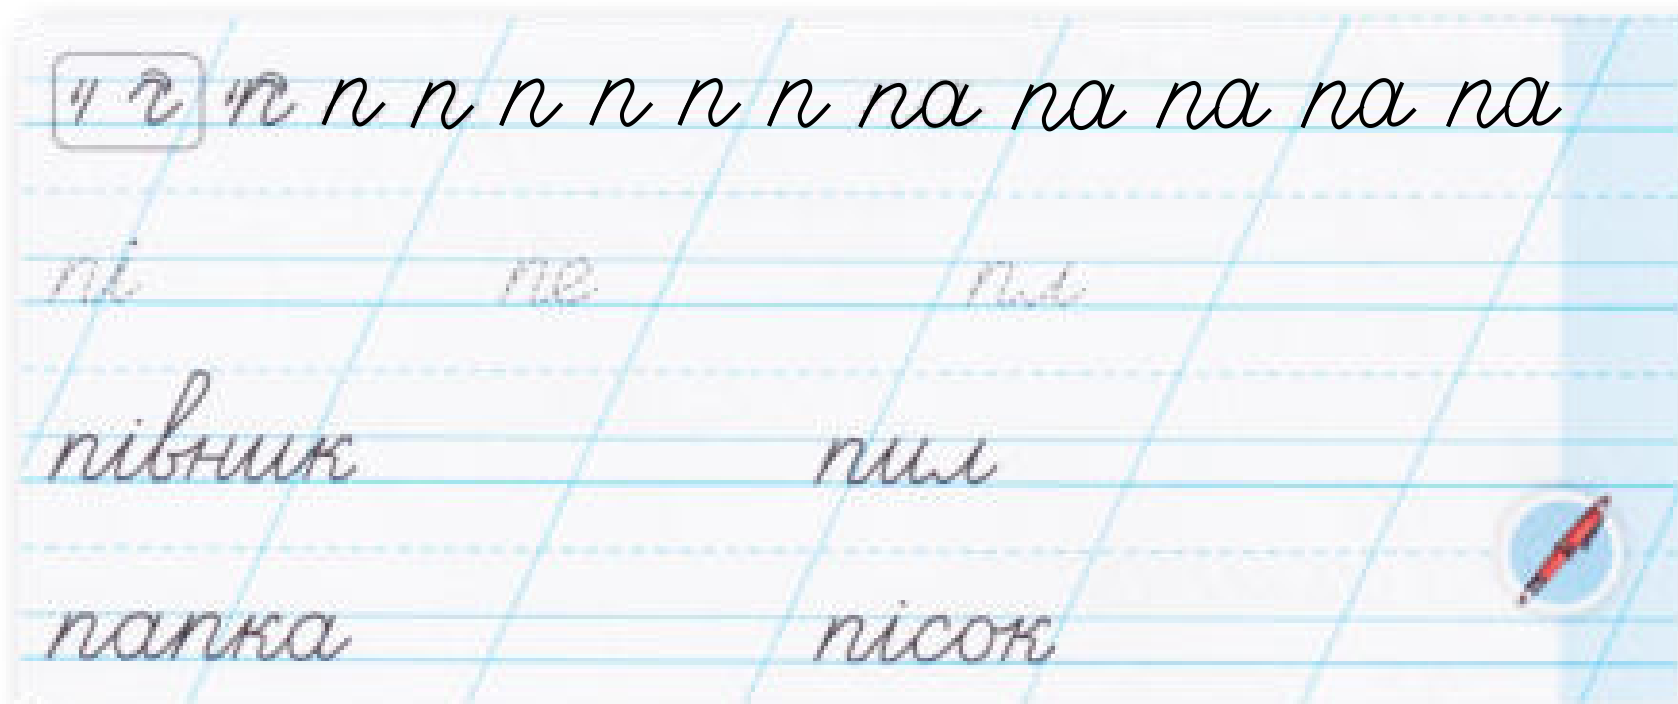 п п п п п п п па па па па па
пі пе пл
півник пил
папка пісок